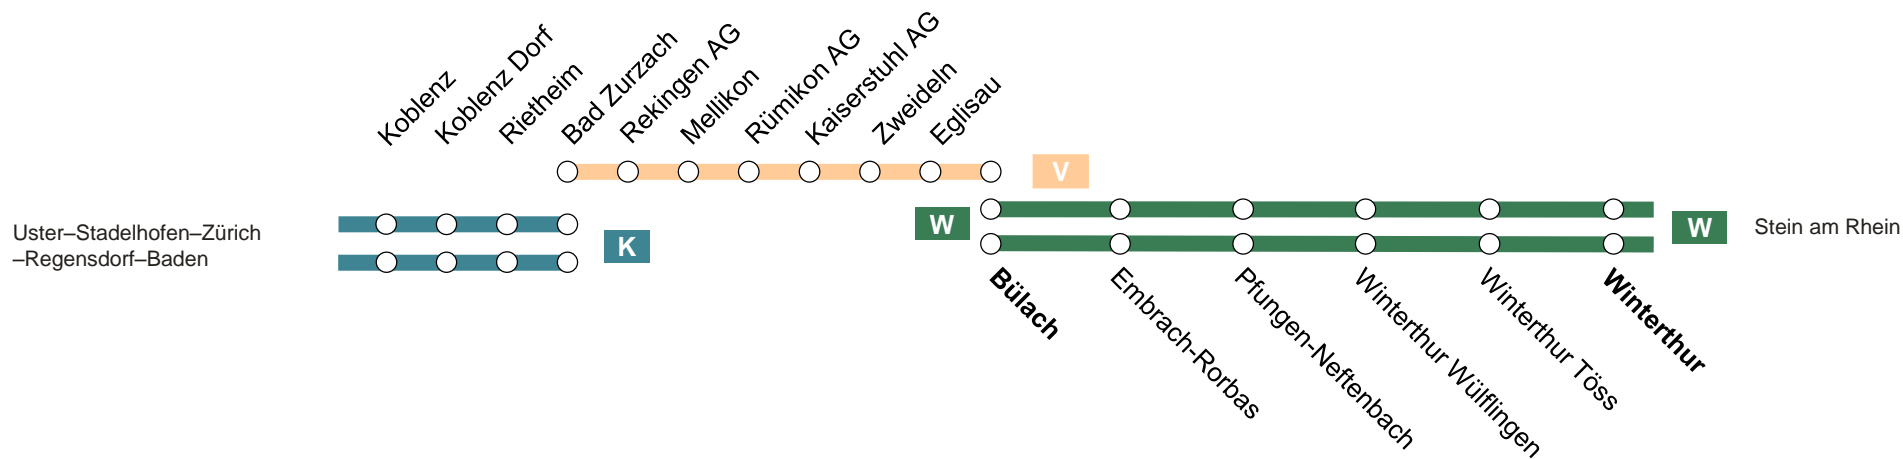 Koblenz
Koblenz Dorf
Rietheim
Bad Zurzach
Rekingen AG
Mellikon
Rümikon AG
Kaiserstuhl AG
Zweideln
Eglisau
V
W
W
Stein am Rhein
Uster–Stadelhofen–Zürich
–Regensdorf–Baden
K
Bülach
Embrach-Rorbas
Pfungen-Neftenbach
Winterthur Wülflingen
Winterthur Töss
Winterthur